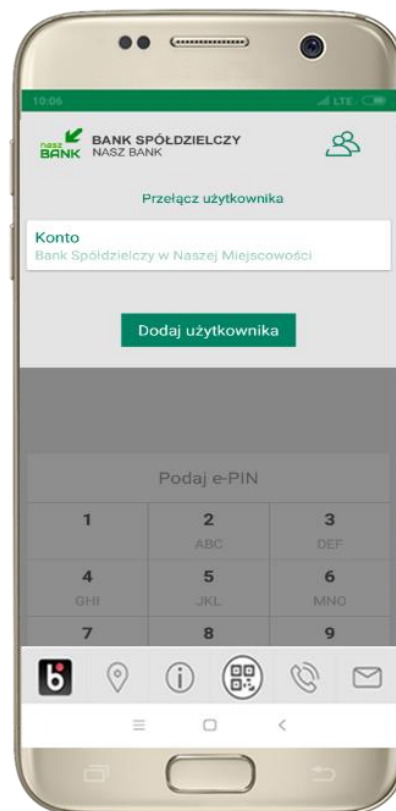 10:06 LTE
nasz BANK
BANK SPÓŁDZIELCZY
NASZ BANK
Przełącz użytkownika
Konto
Bank Spółdzielczy w Naszej Miejscowości
Dodaj użytkownika
Podaj e-PIN
1 2 3
ABC DEF
4 5 6
GHI JKL MNO
7 8 9
b i